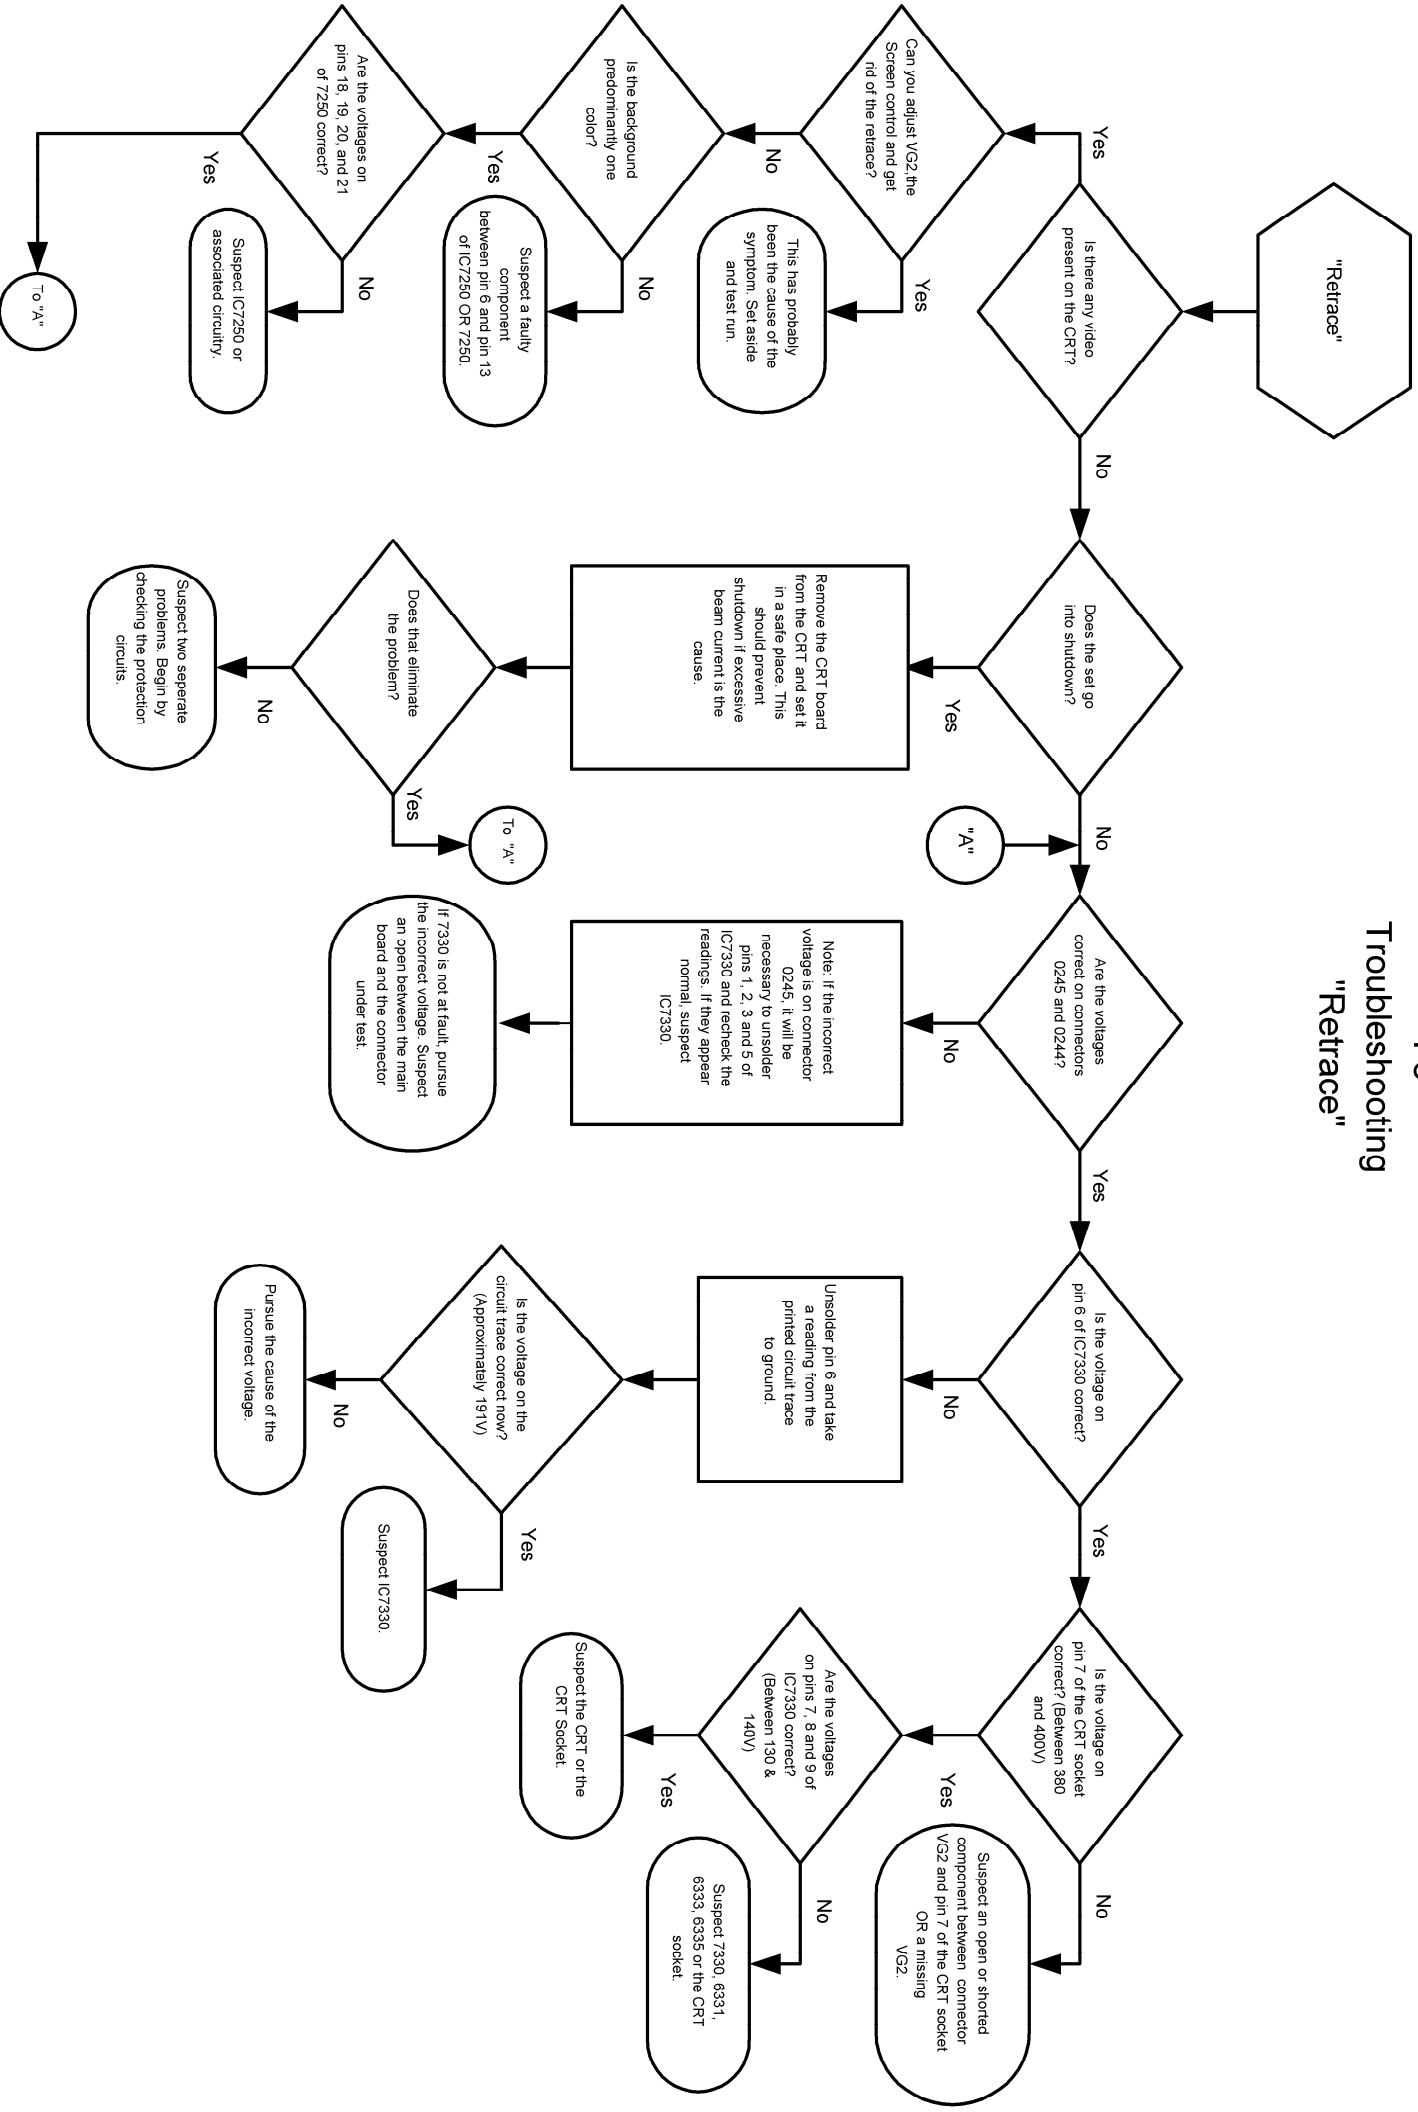 Troubleshooting
"Retrace"
"Retrace"
Is there any video
present on the CRT?
Yes
No
Can you adjust VG2,the
Screen control and get
rid of the retrace?
Yes
This has probably
been the cause of the
symptom. Set aside
and test run.
No
Is the background
predominantly one
color?
No
Suspect a faulty
component
between pin 6 and pin 13
of IC7250 OR 7250.
Yes
Are the voltages on
pins 18, 19, 20, and 21
of 7250 correct?
No
Suspect IC7250 or
associated circuitry.
Yes
To "A"
Does the set go
into shutdown?
Yes
Remove the CRT board
from the CRT and set it
in a safe place. This
should prevent
shutdown if excessive
beam current is the
cause.
Does that eliminate
the problem?
Yes
To "A"
No
Suspect two seperate
problems. Begin by
checking the protection
circuits.
No
"A"
Are the voltages
correct on connectors
0245 and 0244?
No
Note: If the incorrect
voltage is on connector
0245, it will be
necessary to unsolder
pins 1, 2, 3 and 5 of
IC7330 and recheck the
readings. If they appear
normal, suspect
IC7330.
If 7330 is not at fault, pursue
the incorrect voltage. Suspect
an open between the main
board and the connector
under test.
Yes
Is the voltage on
pin 6 of IC7330 correct?
No
Unsolder pin 6 and take
a reading from the
printed circuit trace
to ground.
Is the voltage on the
circuit trace correct now?
(Approximately 191V)
Yes
Suspect IC7330.
No
Pursue the cause of the
incorrect voltage.
Yes
Is the voltage on
pin 7 of the CRT socket
correct? (Between 380
and 400V)
No
Suspect an open or shorted
component between connector
VG2 and pin 7 of the CRT socket
OR a missing
VG2.
Yes
Are the voltages
on pins 7, 8 and 9 of
IC7330 correct?
(Between 130 &
140V)
No
Suspect 7330, 6331,
6333, 6335 or the CRT
socket.
Yes
Suspect the CRT or the
CRT Socket.